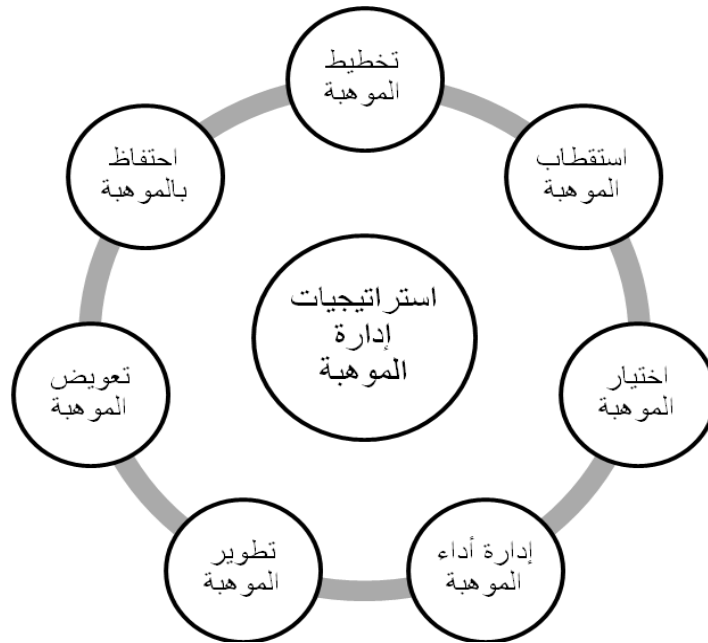 تخطيط
الموهبة
استقطاب
الموهبة
اختيار
الموهبة
إدارة أداء
الموهبة
تطوير
الموهبة
تعويض
الموهبة
احتفاظ
بالموهبة
استراتيجيات
إدارة
الموهبة